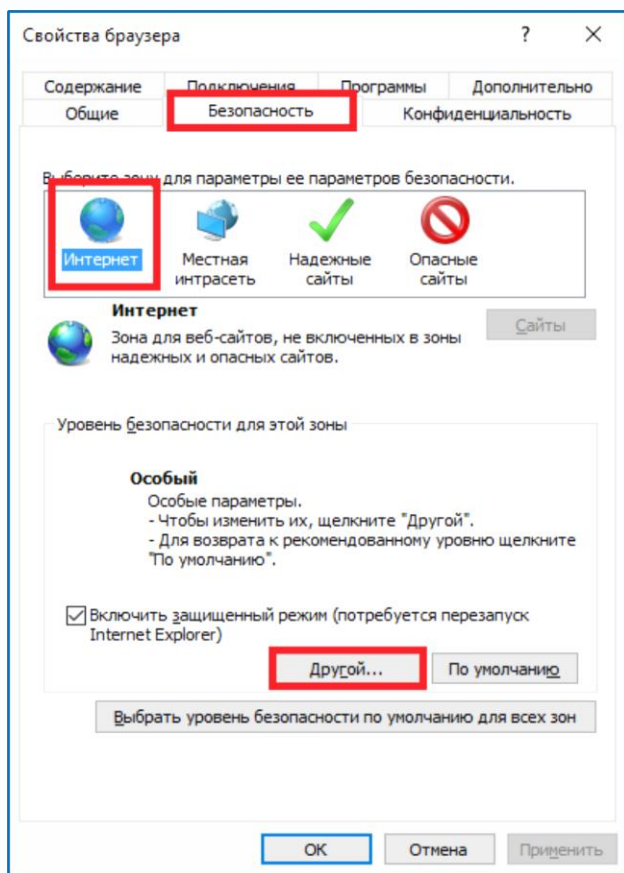 Свойства браузера
?
Содержание Подключения Программы Дополнительно
Общие Безопасность Конфиденциальность
Выберите зону для параметры ее параметров безопасности.
Интернет
Местная
интрасеть
Надежные
сайты
Опасные
сайты
Интернет
Зона для веб-сайтов, не включенных в зоны
надежных и опасных сайтов.
Сайты
Уровень безопасности для этой зоны
Особый
Особые параметры.
- Чтобы изменить их, щелкните "Другой".
- Для возврата к рекомендованному уровню щелкните
"По умолчанию".
Включить защищенный режим (потребуется перезапуск
Internet Explorer)
Другой... По умолчанию
Выбрать уровень безопасности по умолчанию для всех зон
OK Отмена Применить